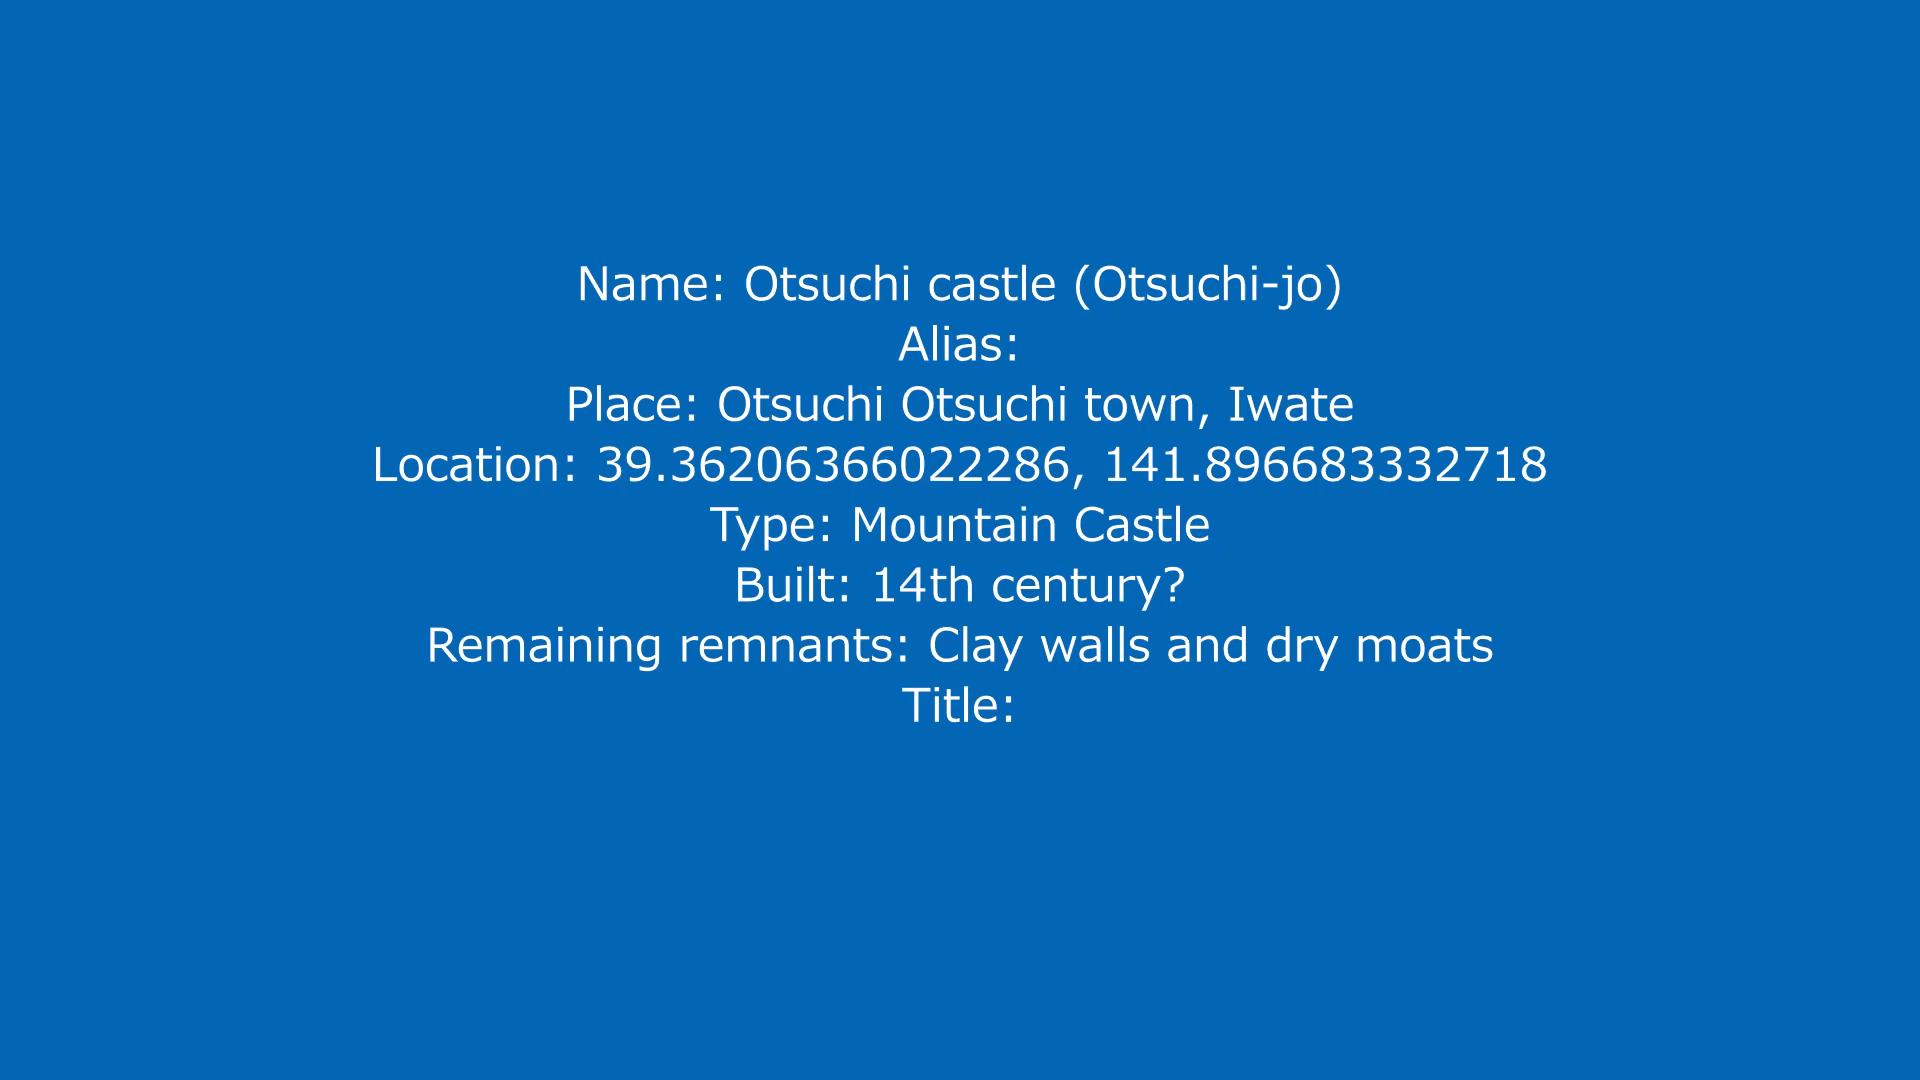 Name: Otsuchi castle (Otsuchi-jo)
Alias:
Place: Otsuchi Otsuchi town, Iwate
Location: 39.36206366022286, 141.896683332718
Type: Mountain Castle
Built: 14th century?
Remaining remnants: Clay walls and dry moats
Title: